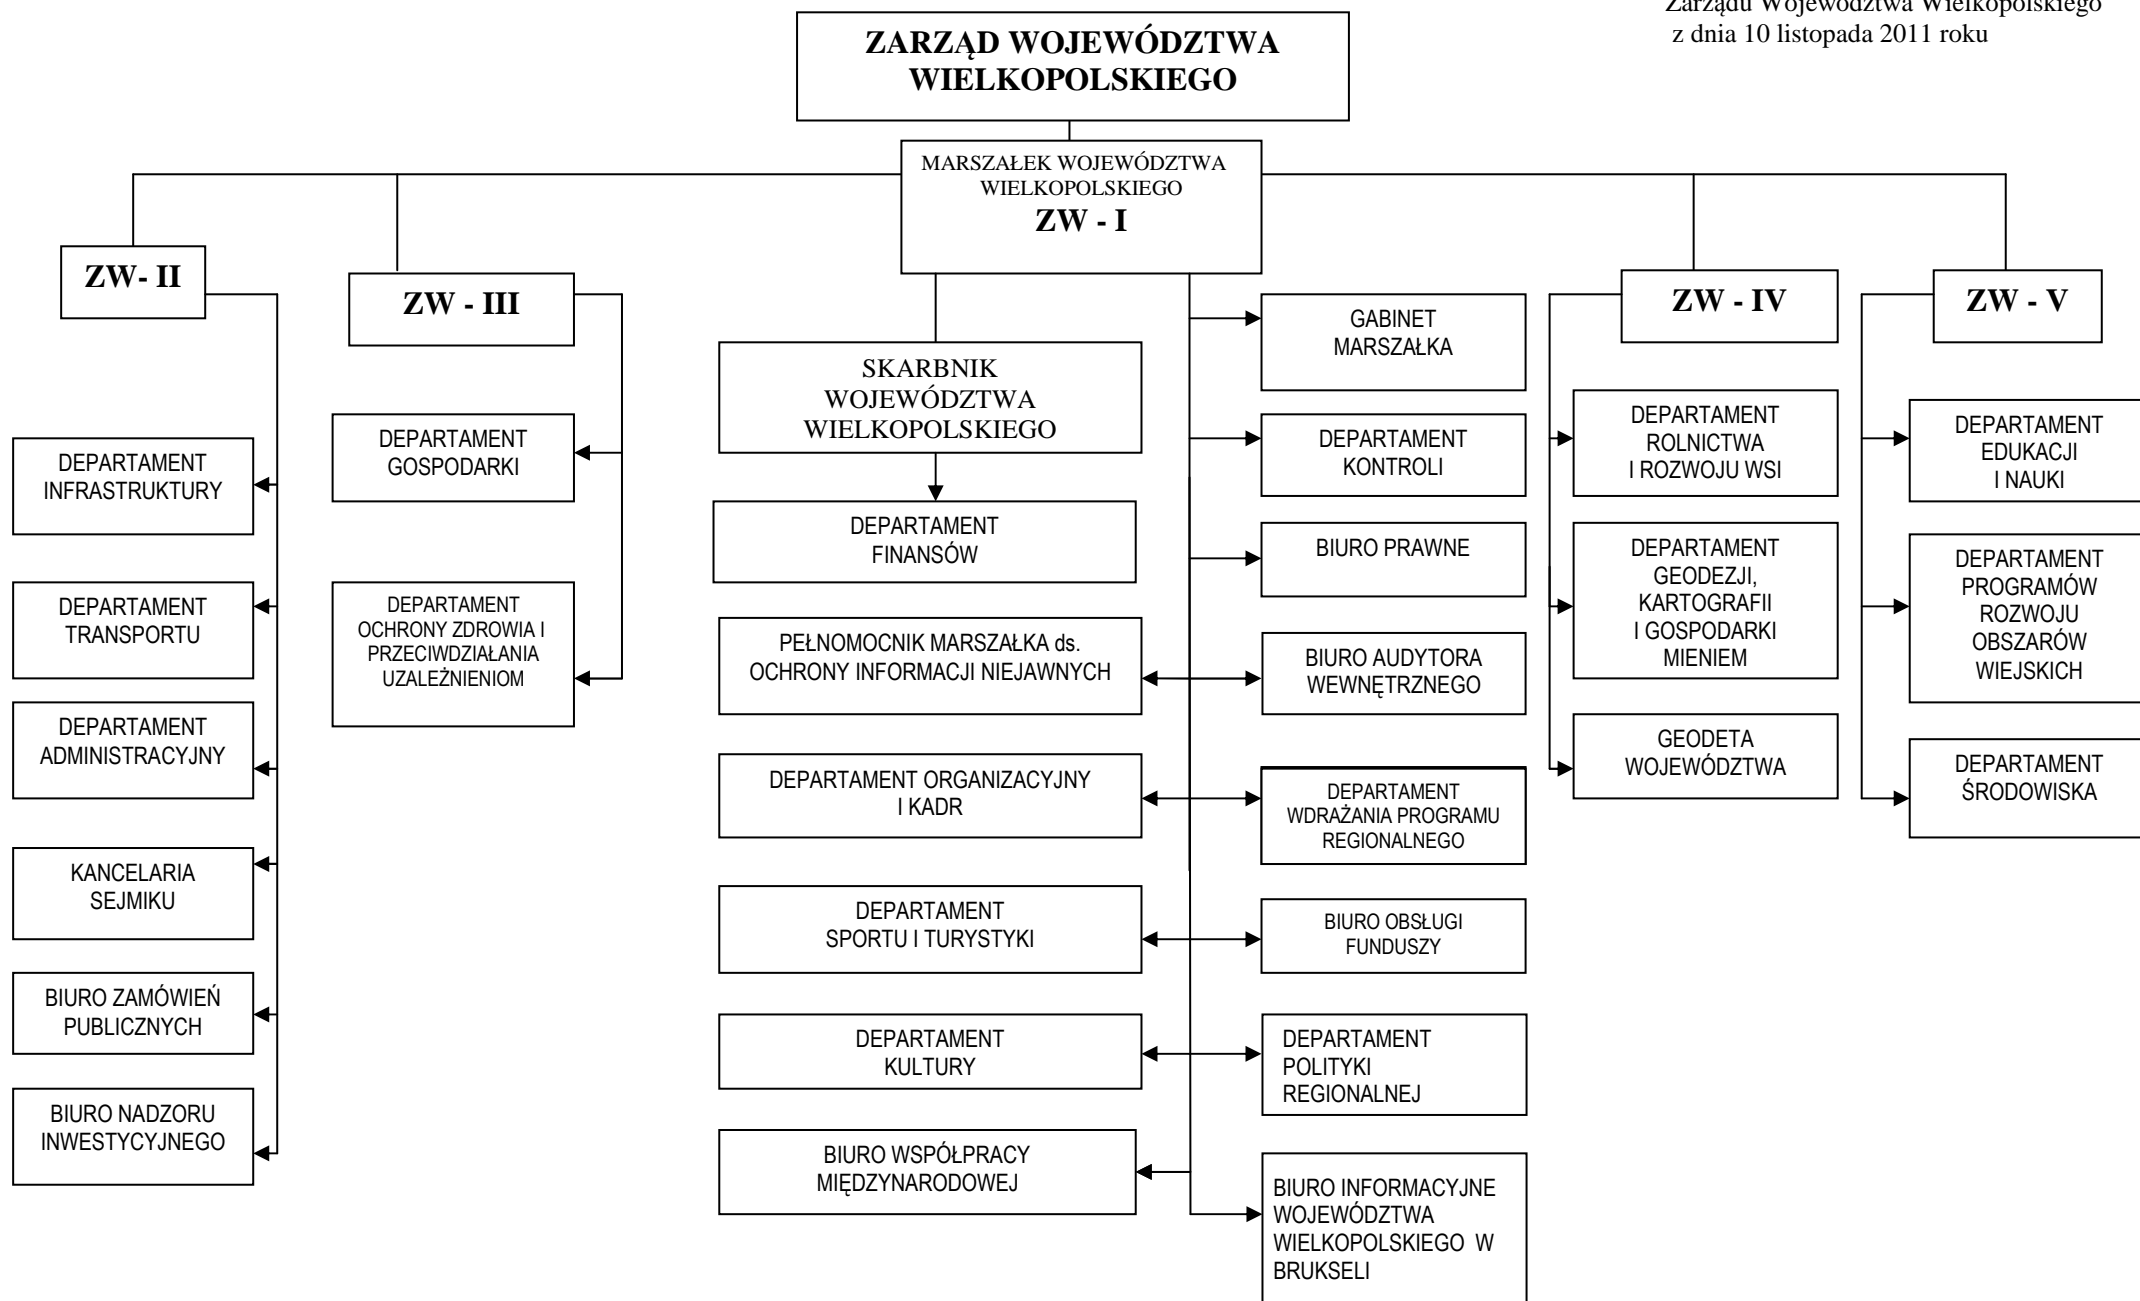 Zarządu Województwa Wielkopolskiego
z dnia 10 listopada 2011 roku
ZARZĄD WOJEWÓDZTWA
WIELKOPOLSKIEGO
MARSZAŁEK WOJEWÓDZTWA
WIELKOPOLSKIEGO
ZW - I
ZW- II
ZW - III
ZW - IV
ZW - V
DEPARTAMENT
INFRASTRUKTURY
DEPARTAMENT
TRANSPORTU
DEPARTAMENT
ADMINISTRACYJNY
KANCELARIA
SEJMIKU
BIURO ZAMÓWIEŃ
PUBLICZNYCH
BIURO NADZORU
INWESTYCYJNEGO
DEPARTAMENT
GOSPODARKI
DEPARTAMENT
OCHRONY ZDROWIA I
PRZECIWDZIAŁANIA
UZALEŻNIENIOM
SKARBNIK
WOJEWÓDZTWA
WIELKOPOLSKIEGO
DEPARTAMENT
FINANSÓW
PEŁNOMOCNIK MARSZAŁKA ds.
OCHRONY INFORMACJI NIEJAWNYCH
DEPARTAMENT ORGANIZACYJNY
I KADR
DEPARTAMENT
SPORTU I TURYSTYKI
DEPARTAMENT
KULTURY
BIURO WSPÓŁPRACY
MIĘDZYNARODOWEJ
GABINET
MARSZAŁKA
DEPARTAMENT
KONTROLI
BIURO PRAWNE
BIURO AUDYTORA
WEWNĘTRZNEGO
DEPARTAMENT
WDRAŻANIA PROGRAMU
REGIONALNEGO
BIURO OBSŁUGI
FUNDUSZY
DEPARTAMENT
POLITYKI
REGIONALNEJ
BIURO INFORMACYJNE
WOJEWÓDZTWA
WIELKOPOLSKIEGO W
BRUKSELI
DEPARTAMENT
ROLNICTWA
I ROZWOJU WSI
DEPARTAMENT
GEODEZJI,
KARTOGRAFII
I GOSPODARKI
MIENIEM
GEODETA
WOJEWÓDZTWA
DEPARTAMENT
EDUKACJI
I NAUKI
DEPARTAMENT
PROGRAMÓW
ROZWOJU
OBSZARÓW
WIEJSKICH
DEPARTAMENT
ŚRODOWISKA